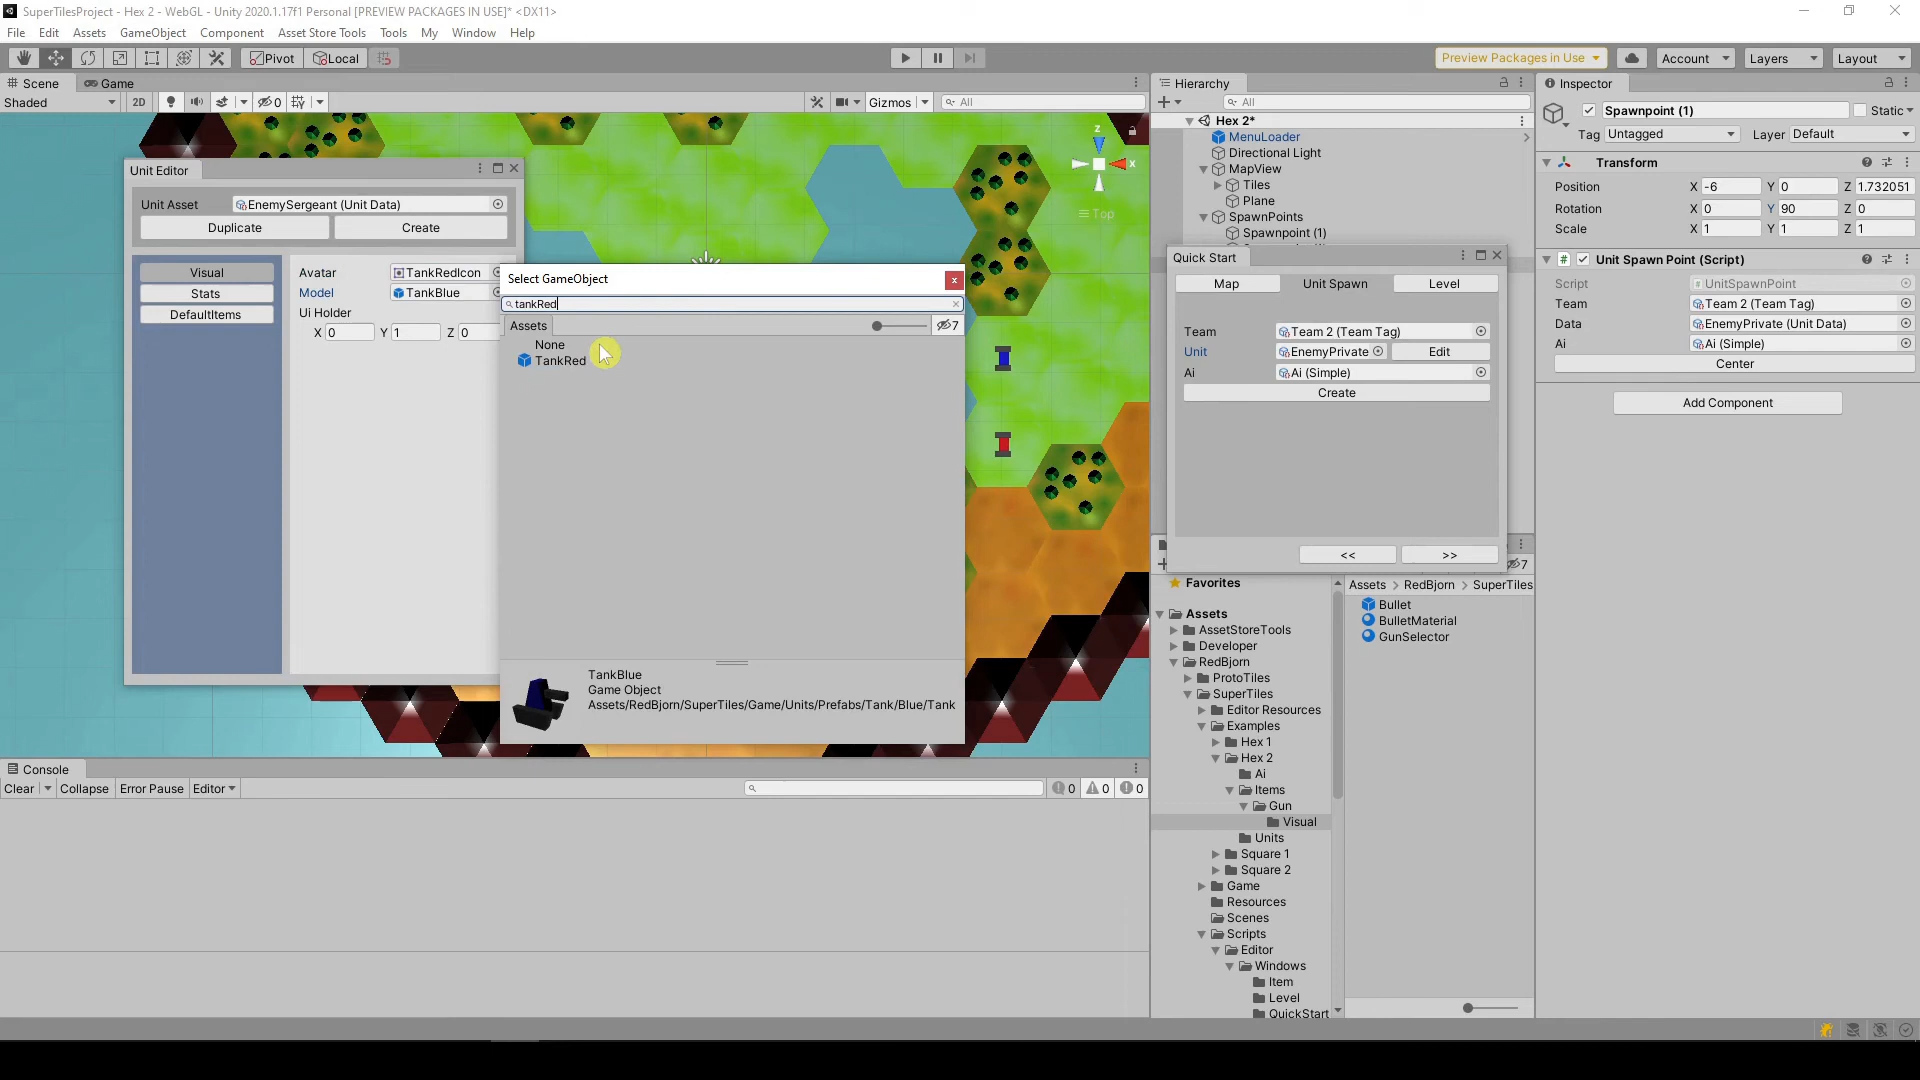 SuperTilesProject - Hex 2 - WebGL - Unity 2020.1.17f1 Personal [PREVIEW PACKAGES IN USE]* <DX11>
File Edit Assets GameObject Component Asset Store Tools Tools My Window Help
Pivot Local Preview Packages in Use Account Layers Layout
Scene Game
Shaded 2D 0 Gizmos All
z
x
Top
Unit Editor
Unit Asset EnemySergeant (Unit Data)
Duplicate Create
Visual
Stats
DefaultItems
Avatar TankRedIcon
Model TankBlue
Ui Holder
X 0 Y 1 Z 0
Select GameObject
tankRed
Assets 7
None
TankRed
TankBlue
Game Object
Assets/RedBjorn/SuperTiles/Game/Units/Prefabs/Tank/Blue/Tank
Console
Clear Collapse Error Pause Editor 0 0 0
Hierarchy
All
Hex 2*
MenuLoader
Directional Light
MapView
Tiles
Plane
SpawnPoints
Spawnpoint (1)
Quick Start
Map Unit Spawn Level
Team Team 2 (Team Tag)
Unit EnemyPrivate Edit
Ai Ai (Simple)
Create
<< >>
7
Favorites
Assets
AssetStoreTools
Developer
RedBjorn
ProtoTiles
SuperTiles
Editor Resources
Examples
Hex 1
Hex 2
Ai
Items
Gun
Visual
Units
Square 1
Square 2
Game
Resources
Scenes
Scripts
Editor
Windows
Item
Level
QuickStart
Assets > RedBjorn > SuperTiles
Bullet
BulletMaterial
GunSelector
Inspector
Spawnpoint (1) Static
Tag Untagged Layer Default
Transform
Position X -6 Y 0 Z 1.732051
Rotation X 0 Y 90 Z 0
Scale X 1 Y 1 Z 1
# Unit Spawn Point (Script)
Script # UnitSpawnPoint
Team Team 2 (Team Tag)
Data EnemyPrivate (Unit Data)
Ai Ai (Simple)
Center
Add Component